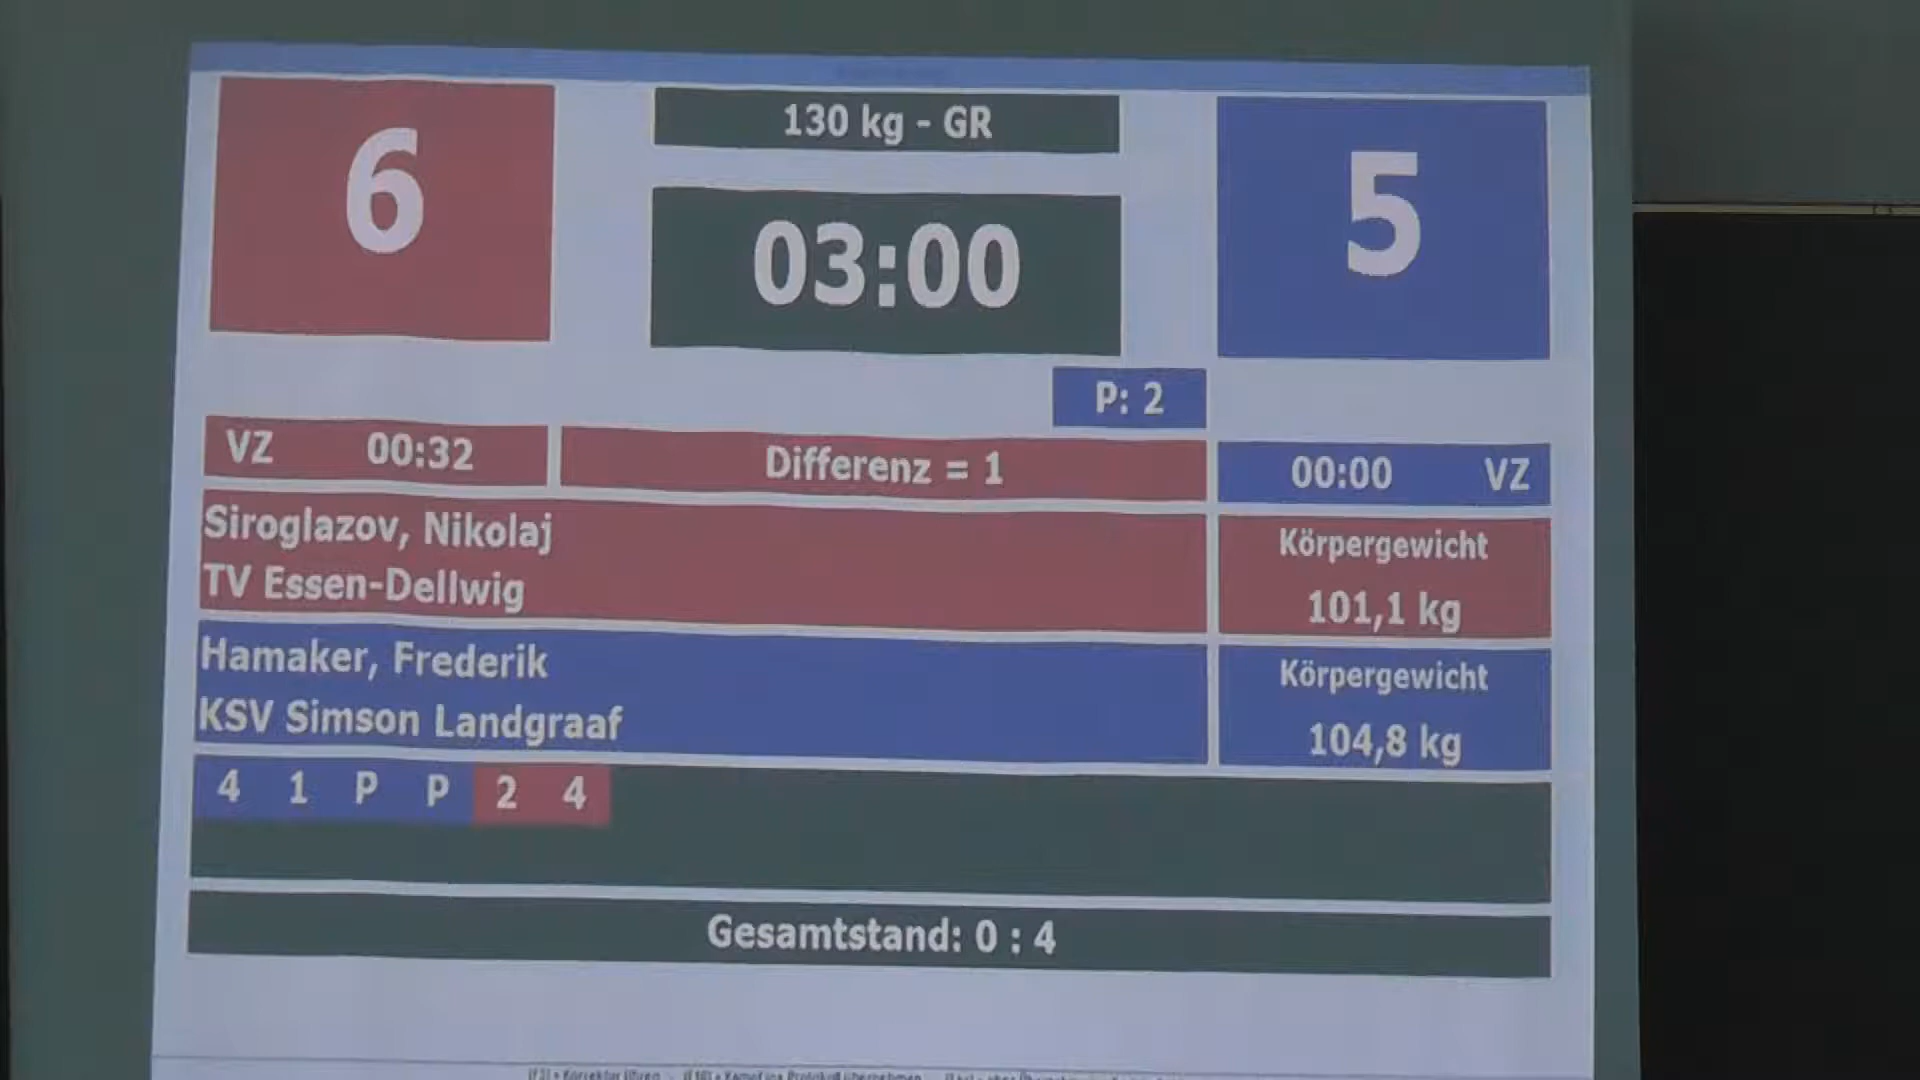 6
130 kg - GR
5
03:00
P: 2
VZ 00:32
Differenz = 1
00:00 VZ
Siroglazov, Nikolaj
TV Essen-Dellwig
Körpergewicht
101,1 kg
Hamaker, Frederik
KSV Simson Landgraaf
Körpergewicht
104,8 kg
4 1 P P 2 4
Gesamtstand: 0 : 4